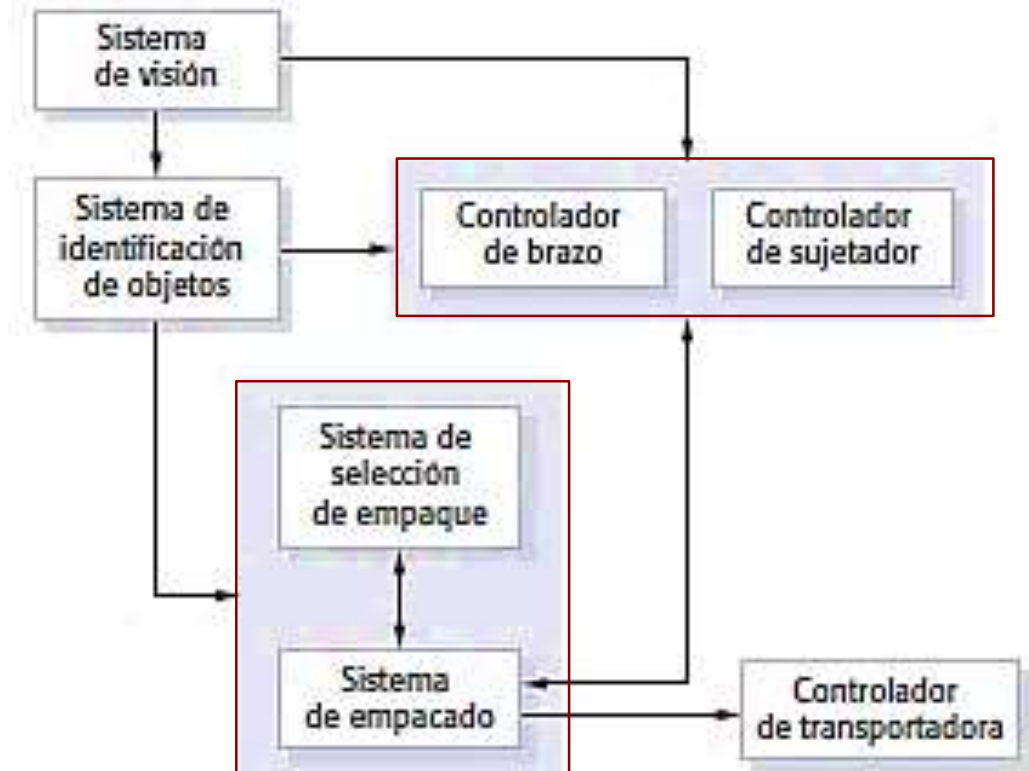 Sistema
de visión
Sistema de
identificación
de objetos
Controlador
de brazo
Controlador
de sujetador
Sistema de
selección
de empaque
Sistema
de empacado
Controlador
de transportadora